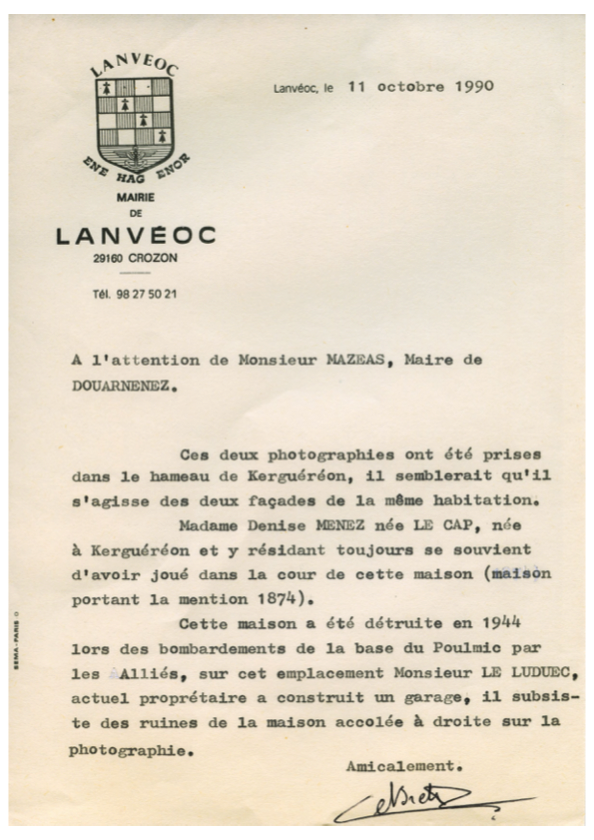 LANVEOC
Lanvéoc, le 11 octobre 1990
ENE HAG ENOR
MAIRIE
DE
LANVÉOC
29160 CROZON
Tél. 98 27 50 21
A l'attention de Monsieur MAZEAS, Maire de
DOUARNENEZ.
Ces deux photographies ont été prises
dans le hameau de Kerguéréon, il semblerait qu'il
s'agisse des deux façades de la même habitation.
Madame Denise MENEZ née LE CAP, née
à Kerguéréon et y résidant toujours se souvient
d'avoir joué dans la cour de cette maison (maison
portant la mention 1874).
Cette maison a été détruite en 1944
lors des bombardements de la base du Poulmic par
les Alliés, sur cet emplacement Monsieur LE LUDUEC,
actuel proprétaire a construit un garage, il subsis-
te des ruines de la maison accolée à droite sur la
photographie.
Amicalement.
SEMA-PARIS